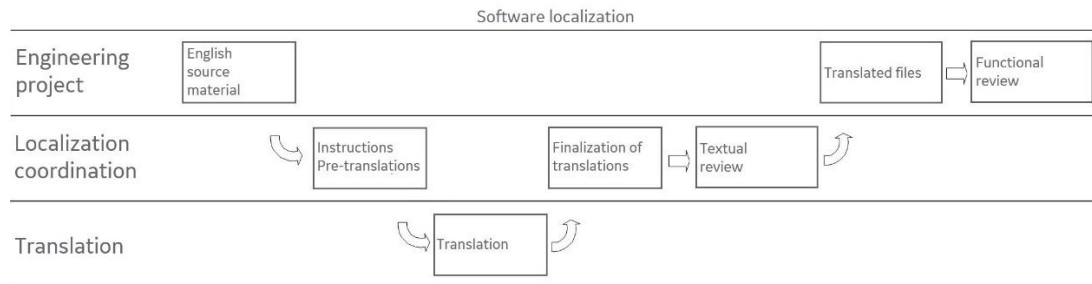 Software localization
Engineering
project
English
source
material
Translated files
Functional
review
Localization
coordination
Instructions
Pre-translations
Finalization of
translations
Textual
review
Translation
Translation